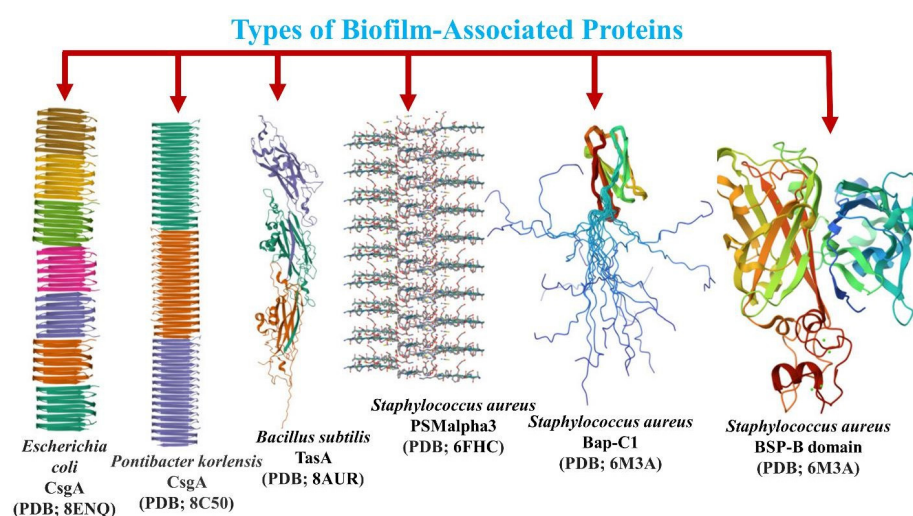 Types of Biofilm-Associated Proteins
Escherichia
coli
CsgA
(PDB; 8ENQ)
Pontibacter korlensis
CsgA
(PDB; 8C50)
Bacillus subtilis
TasA
(PDB; 8AUR)
Staphylococcus aureus
PSMalpha3
(PDB; 6FHC)
Staphylococcus aureus
Bap-C1
(PDB; 6M3A)
Staphylococcus aureus
BSP-B domain
(PDB; 6M3A)